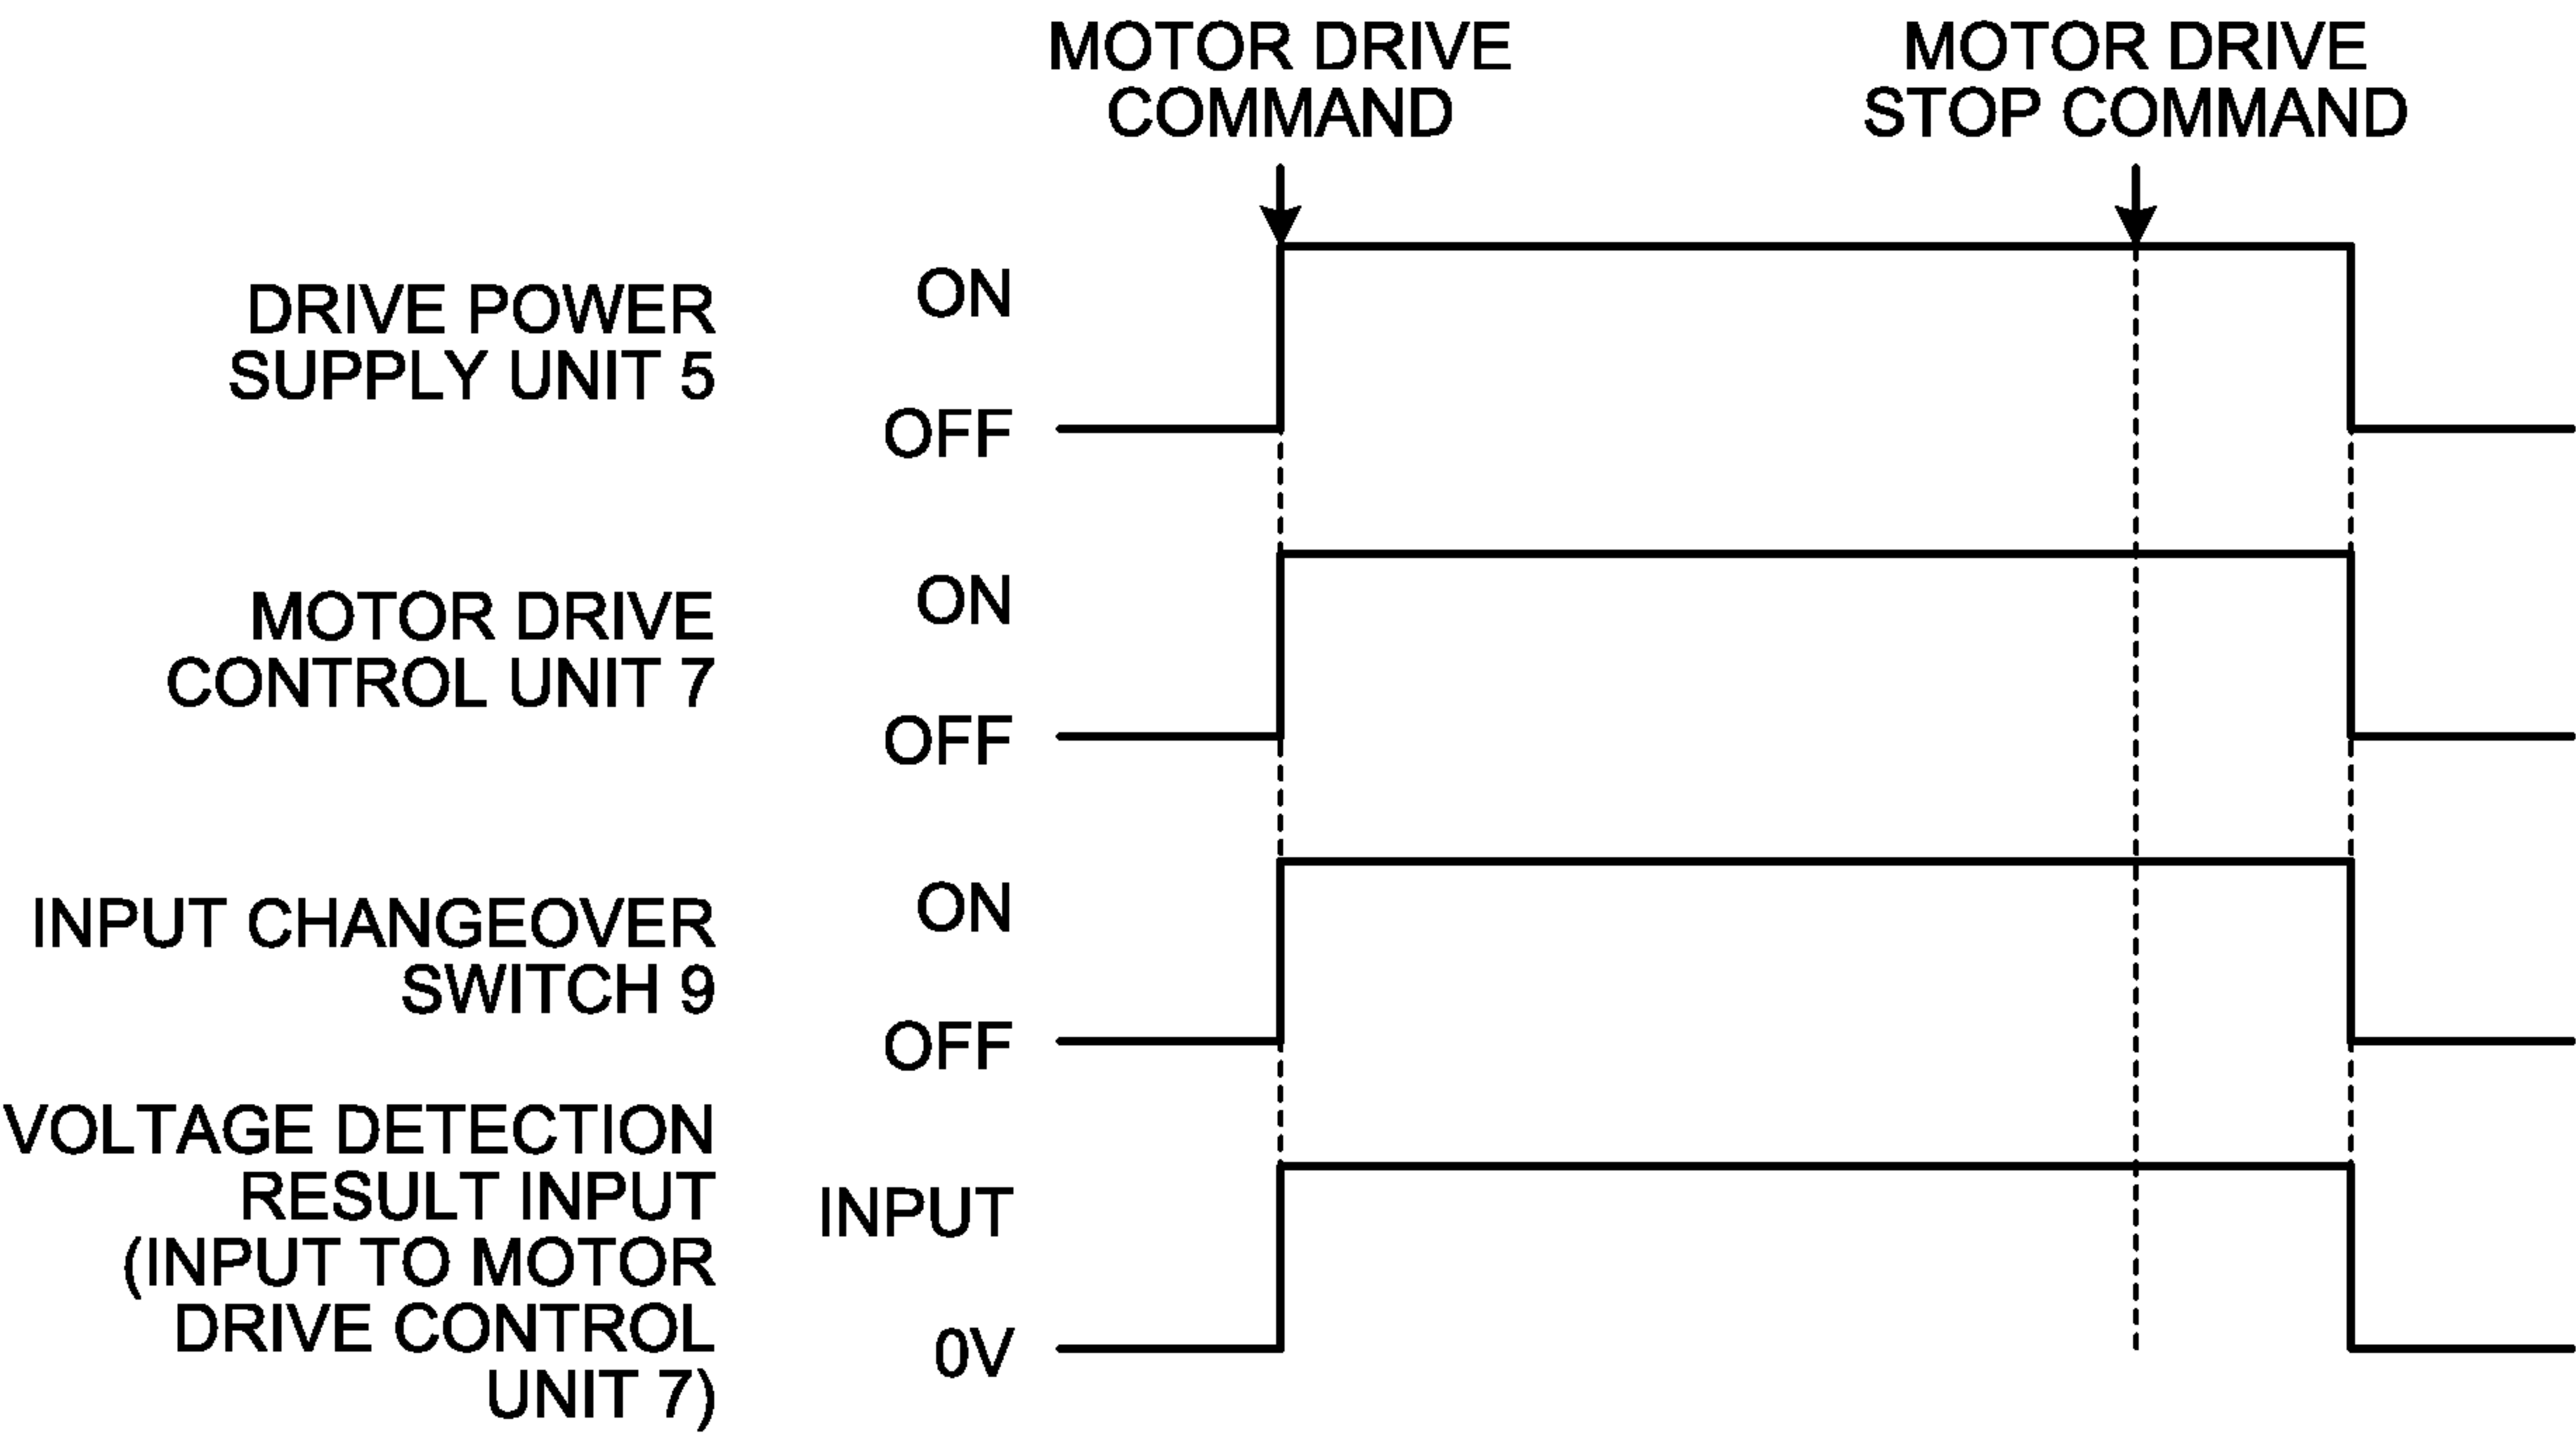 MOTOR DRIVE
COMMAND
MOTOR DRIVE
STOP COMMAND
DRIVE POWER
SUPPLY UNIT 5
ON
OFF
MOTOR DRIVE
CONTROL UNIT 7
ON
OFF
INPUT CHANGEOVER
SWITCH 9
ON
OFF
VOLTAGE DETECTION
RESULT INPUT
(INPUT TO MOTOR
DRIVE CONTROL
UNIT 7)
INPUT
0V